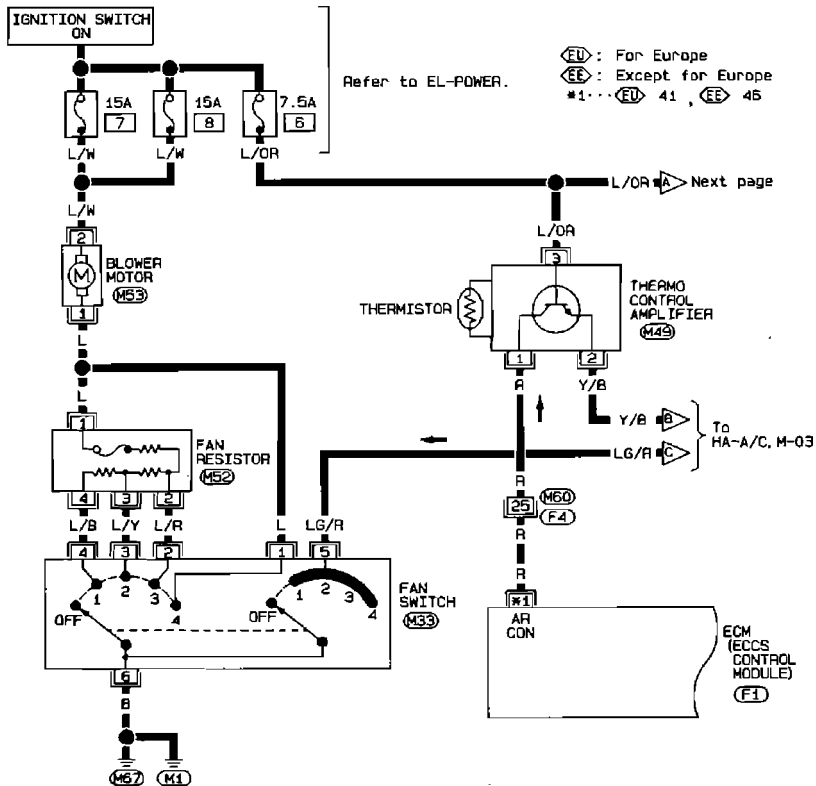 IGNITION SWITCH
ON
Refer to EL-POWER.
EU : For Europe
EE : Except for Europe
*1··· EU 41 , EE 46
15A
7
15A
8
7.5A
6
L/W
L/W
L/OR
L/W
L/OR
A
Next page
L/OR
2
BLOWER
MOTOR
M
M53
1
3
THERMISTOR
THERMO
CONTROL
AMPLIFIER
M49
L
1
2
L
R
Y/B
1
Y/B
B
To
HA-A/C, M-03
LG/R
C
FAN
RESISTOR
M52
4
3
2
R
25
M60
F4
L/B
L/Y
L/R
L
LG/R
R
4
3
2
1
5
R
1
2
3
4
OFF
1
2
3
4
OFF
FAN
SWITCH
M33
*1
AR
CON
ECM
(ECCS
CONTROL
MODULE)
F1
6
B
M67
M1